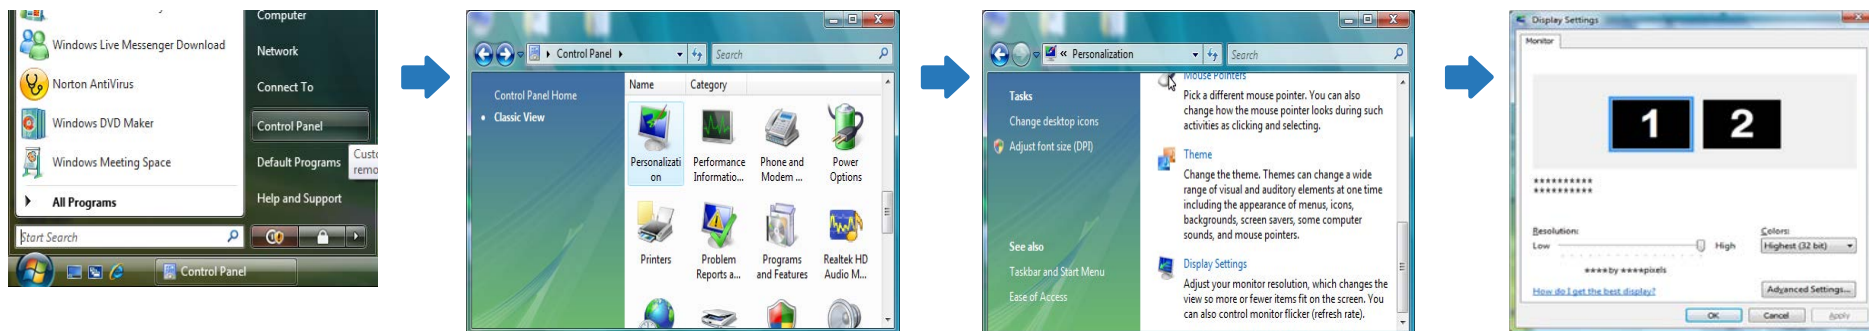 Computer
Windows Live Messenger Download
Network
Norton AntiVirus
Connect To
Windows DVD Maker
Control Panel
Windows Meeting Space
Default Programs
Custo
remo
All Programs
Help and Support
Start Search
Control Panel
Control Panel
Search
Control Panel Home
Classic View
Name
Category
Personalizati
on
Performance
Informatio...
Phone and
Modem ...
Power
Options
Printers
Problem
Reports a...
Programs
and Features
Realtek HD
Audio M...
« Personalization
Search
Tasks
Change desktop icons
Adjust font size (DPI)
See also
Taskbar and Start Menu
Ease of Access
Mouse Pointers
Pick a different mouse pointer. You can also
change how the mouse pointer looks during such
activities as clicking and selecting.
Theme
Change the theme. Themes can change a wide
range of visual and auditory elements at one time
including the appearance of menus, icons,
backgrounds, screen savers, some computer
sounds, and mouse pointers.
Display Settings
Adjust your monitor resolution, which changes the
view so more or fewer items fit on the screen. You
can also control monitor flicker (refresh rate).
Display Settings
Monitor
1
2
**********
**********
Resolution:
Low
High
****by ****pixels
Colors:
Highest (32 bit)
How do I get the best display?
Advanced Settings...
OK
Cancel
Apply